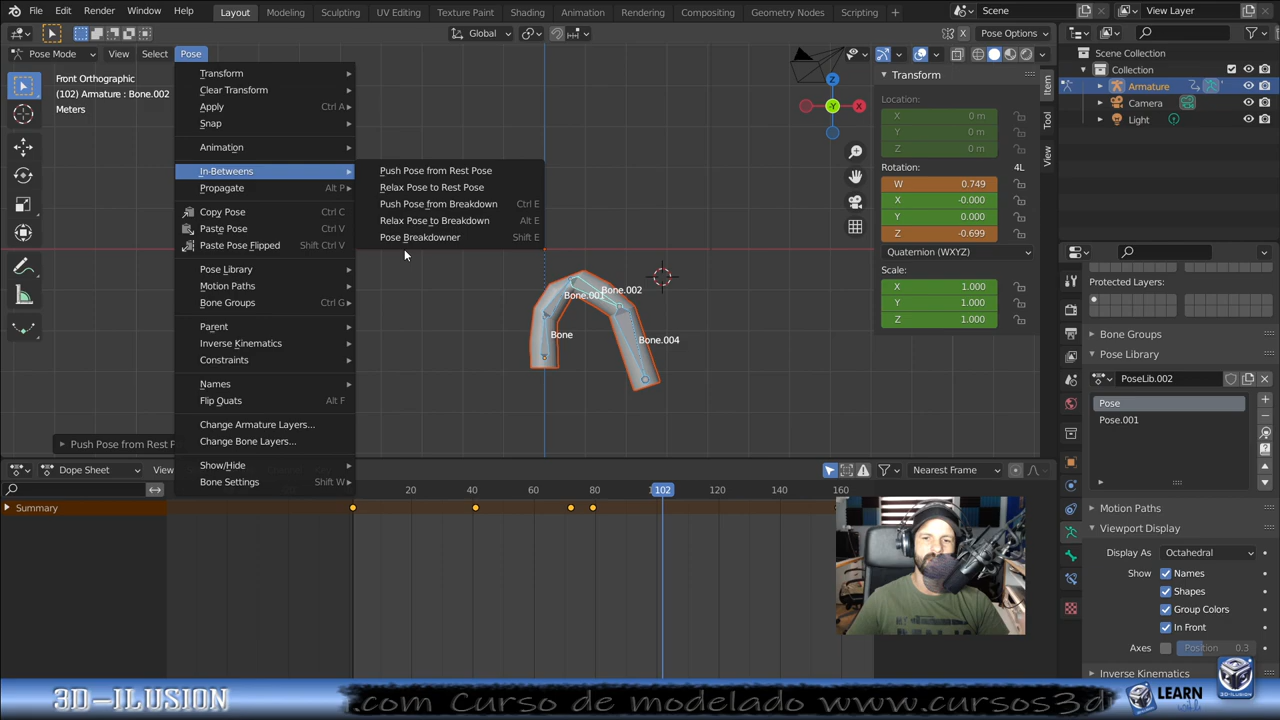 File Edit Render Window Help Layout Modeling Sculpting UV Editing Texture Paint Shading Animation Rendering Compositing Geometry Nodes Scripting Scene View Layer
Pose Mode View Select Pose Global Pose Options
Front Orthographic
(102) Armature : Bone.002
Meters
Transform
Clear Transform
Apply Ctrl A
Snap
Animation
In-Betweens
Propagate Alt P
Copy Pose Ctrl C
Paste Pose Ctrl V
Paste Pose Flipped Shift Ctrl V
Pose Library
Motion Paths
Bone Groups Ctrl G
Parent
Inverse Kinematics
Constraints
Names
Flip Quats Alt F
Change Armature Layers...
Change Bone Layers...
Show/Hide
Bone Settings Shift W
Push Pose from Rest Pose
Relax Pose to Rest Pose
Push Pose from Breakdown Ctrl E
Relax Pose to Breakdown Alt E
Pose Breakdowner Shift E
Push Pose from Rest P
Bone.001
Bone.002
Bone
Bone.004
Z
Y
X
Transform
Location:
X 0 m
Y 0 m
Z 0 m
Rotation: 4L
W 0.749
X -0.000
Y 0.000
Z -0.699
Quaternion (WXYZ)
Scale:
X 1.000
Y 1.000
Z 1.000
Item
Tool
View
Scene Collection
Collection
Armature
Camera
Light
Protected Layers:
Bone Groups
Pose Library
PoseLib.002
Pose
Pose.001
Motion Paths
Viewport Display
Display As Octahedral
Show Names
Shapes
Group Colors
In Front
Axes Position 0.3
Inverse Kinematics
Dope Sheet View Nearest Frame
20 40 60 80 102 120 140 160
Summary
3D-ILUSION .com Curso de modelado www.cursos3d LEARN
3D-ILUSION